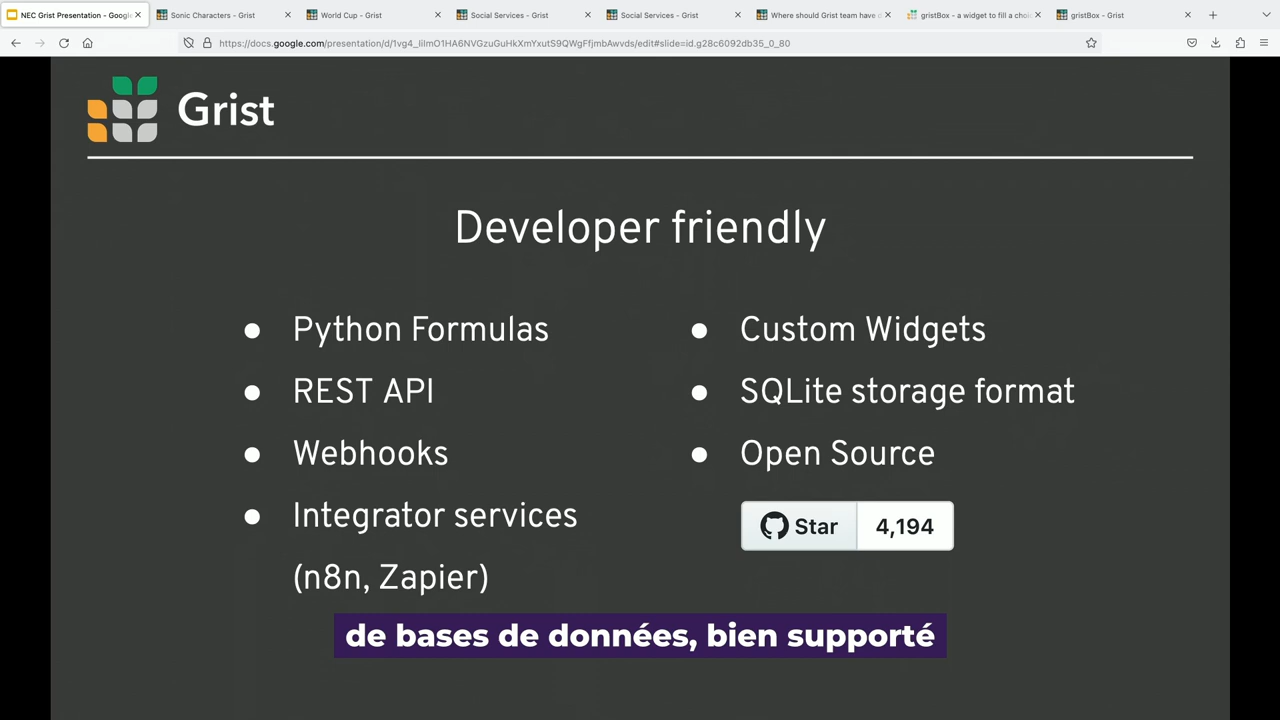 NEC Grist Presentation - Googl
Sonic Characters - Grist
World Cup - Grist
Social Services - Grist
Social Services - Grist
Where should Grist team have
gristBox - a widget to fill a
gristBox - Grist
https://docs.google.com/presentation/d/1vg4_IiImO1HA6NVGzuGuHkXmYxutS9QWgFfjmbAwvds/edit#slide=id.g28c6092db35_0_80
Grist
Developer friendly
● Python Formulas
● REST API
● Webhooks
● Integrator services
(n8n, Zapier)
● Custom Widgets
● SQLite storage format
● Open Source
Star 4,194
de bases de données, bien supporté